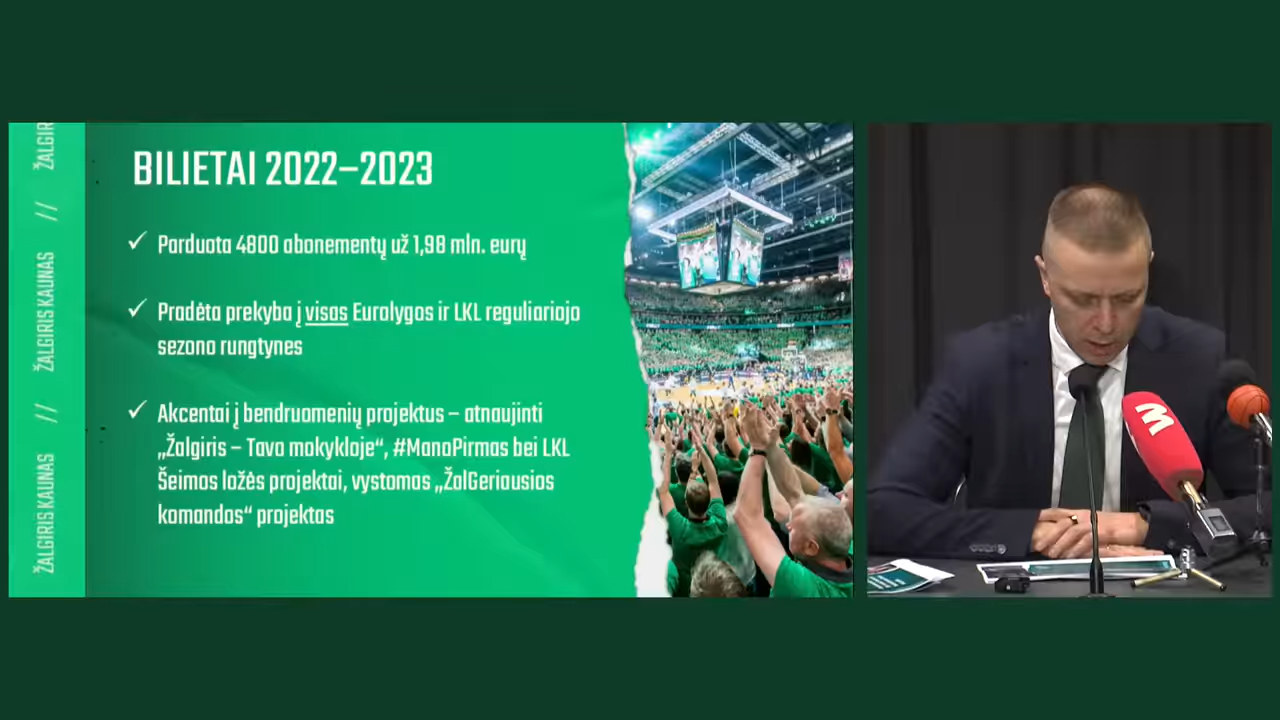 ŽALGIRIS KAUNAS // ŽALGIRIS KAUNAS // ŽALGIR
BILIETAI 2022–2023
✓ Parduota 4800 abonementų už 1,98 mln. eurų
✓ Pradėta prekyba į visas Eurolygos ir LKL reguliariojo
sezono rungtynes
✓ Akcentai į bendruomenių projektus – atnaujinti
„Žalgiris – Tavo mokykloje“, #ManoPirmas bei LKL
Šeimos ložės projektai, vystomas „ŽalGeriausios
komandos“ projektas